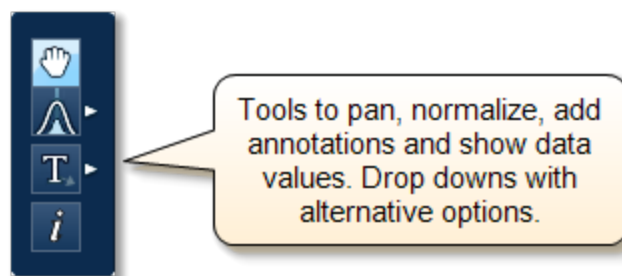 T
i
Tools to pan, normalize, add
annotations and show data
values. Drop downs with
alternative options.